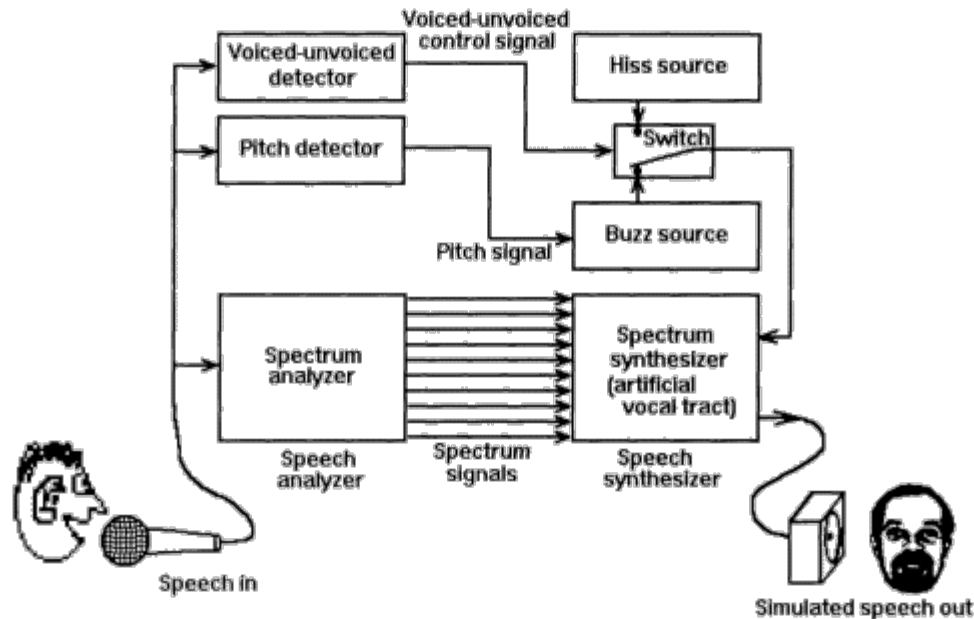 Voiced-unvoiced
control signal
Voiced-unvoiced
detector
Hiss source
Switch
Pitch detector
Buzz source
Pitch signal
Spectrum
analyzer
Spectrum
synthesizer
(artificial
vocal tract)
Speech
analyzer
Spectrum
signals
Speech
synthesizer
Speech in
Simulated speech out